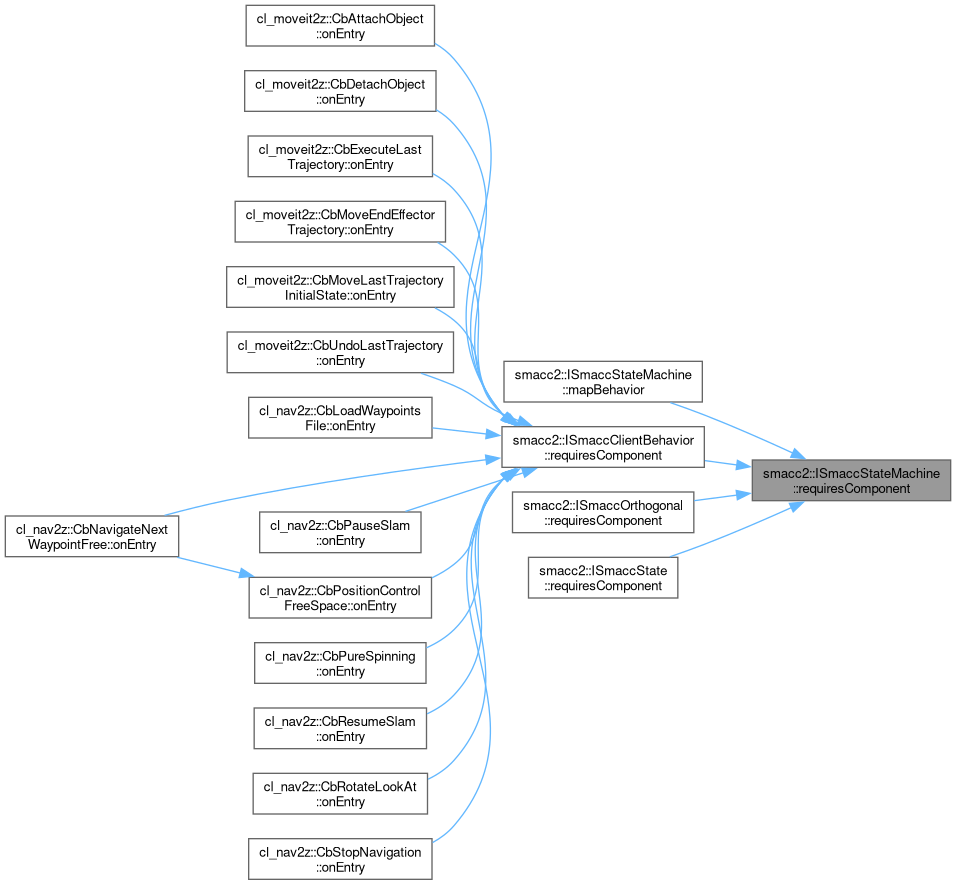 cl_moveit2z::CbAttachObject
::onEntry
cl_moveit2z::CbDetachObject
::onEntry
cl_moveit2z::CbExecuteLast
Trajectory::onEntry
cl_moveit2z::CbMoveEndEffector
Trajectory::onEntry
cl_moveit2z::CbMoveLastTrajectory
InitialState::onEntry
cl_moveit2z::CbUndoLastTrajectory
::onEntry
cl_nav2z::CbLoadWaypoints
File::onEntry
cl_nav2z::CbNavigateNext
WaypointFree::onEntry
cl_nav2z::CbPauseSlam
::onEntry
cl_nav2z::CbPositionControl
FreeSpace::onEntry
cl_nav2z::CbPureSpinning
::onEntry
cl_nav2z::CbResumeSlam
::onEntry
cl_nav2z::CbRotateLookAt
::onEntry
cl_nav2z::CbStopNavigation
::onEntry
smacc2::ISmaccStateMachine
::mapBehavior
smacc2::ISmaccClientBehavior
::requiresComponent
smacc2::ISmaccOrthogonal
::requiresComponent
smacc2::ISmaccState
::requiresComponent
smacc2::ISmaccStateMachine
::requiresComponent